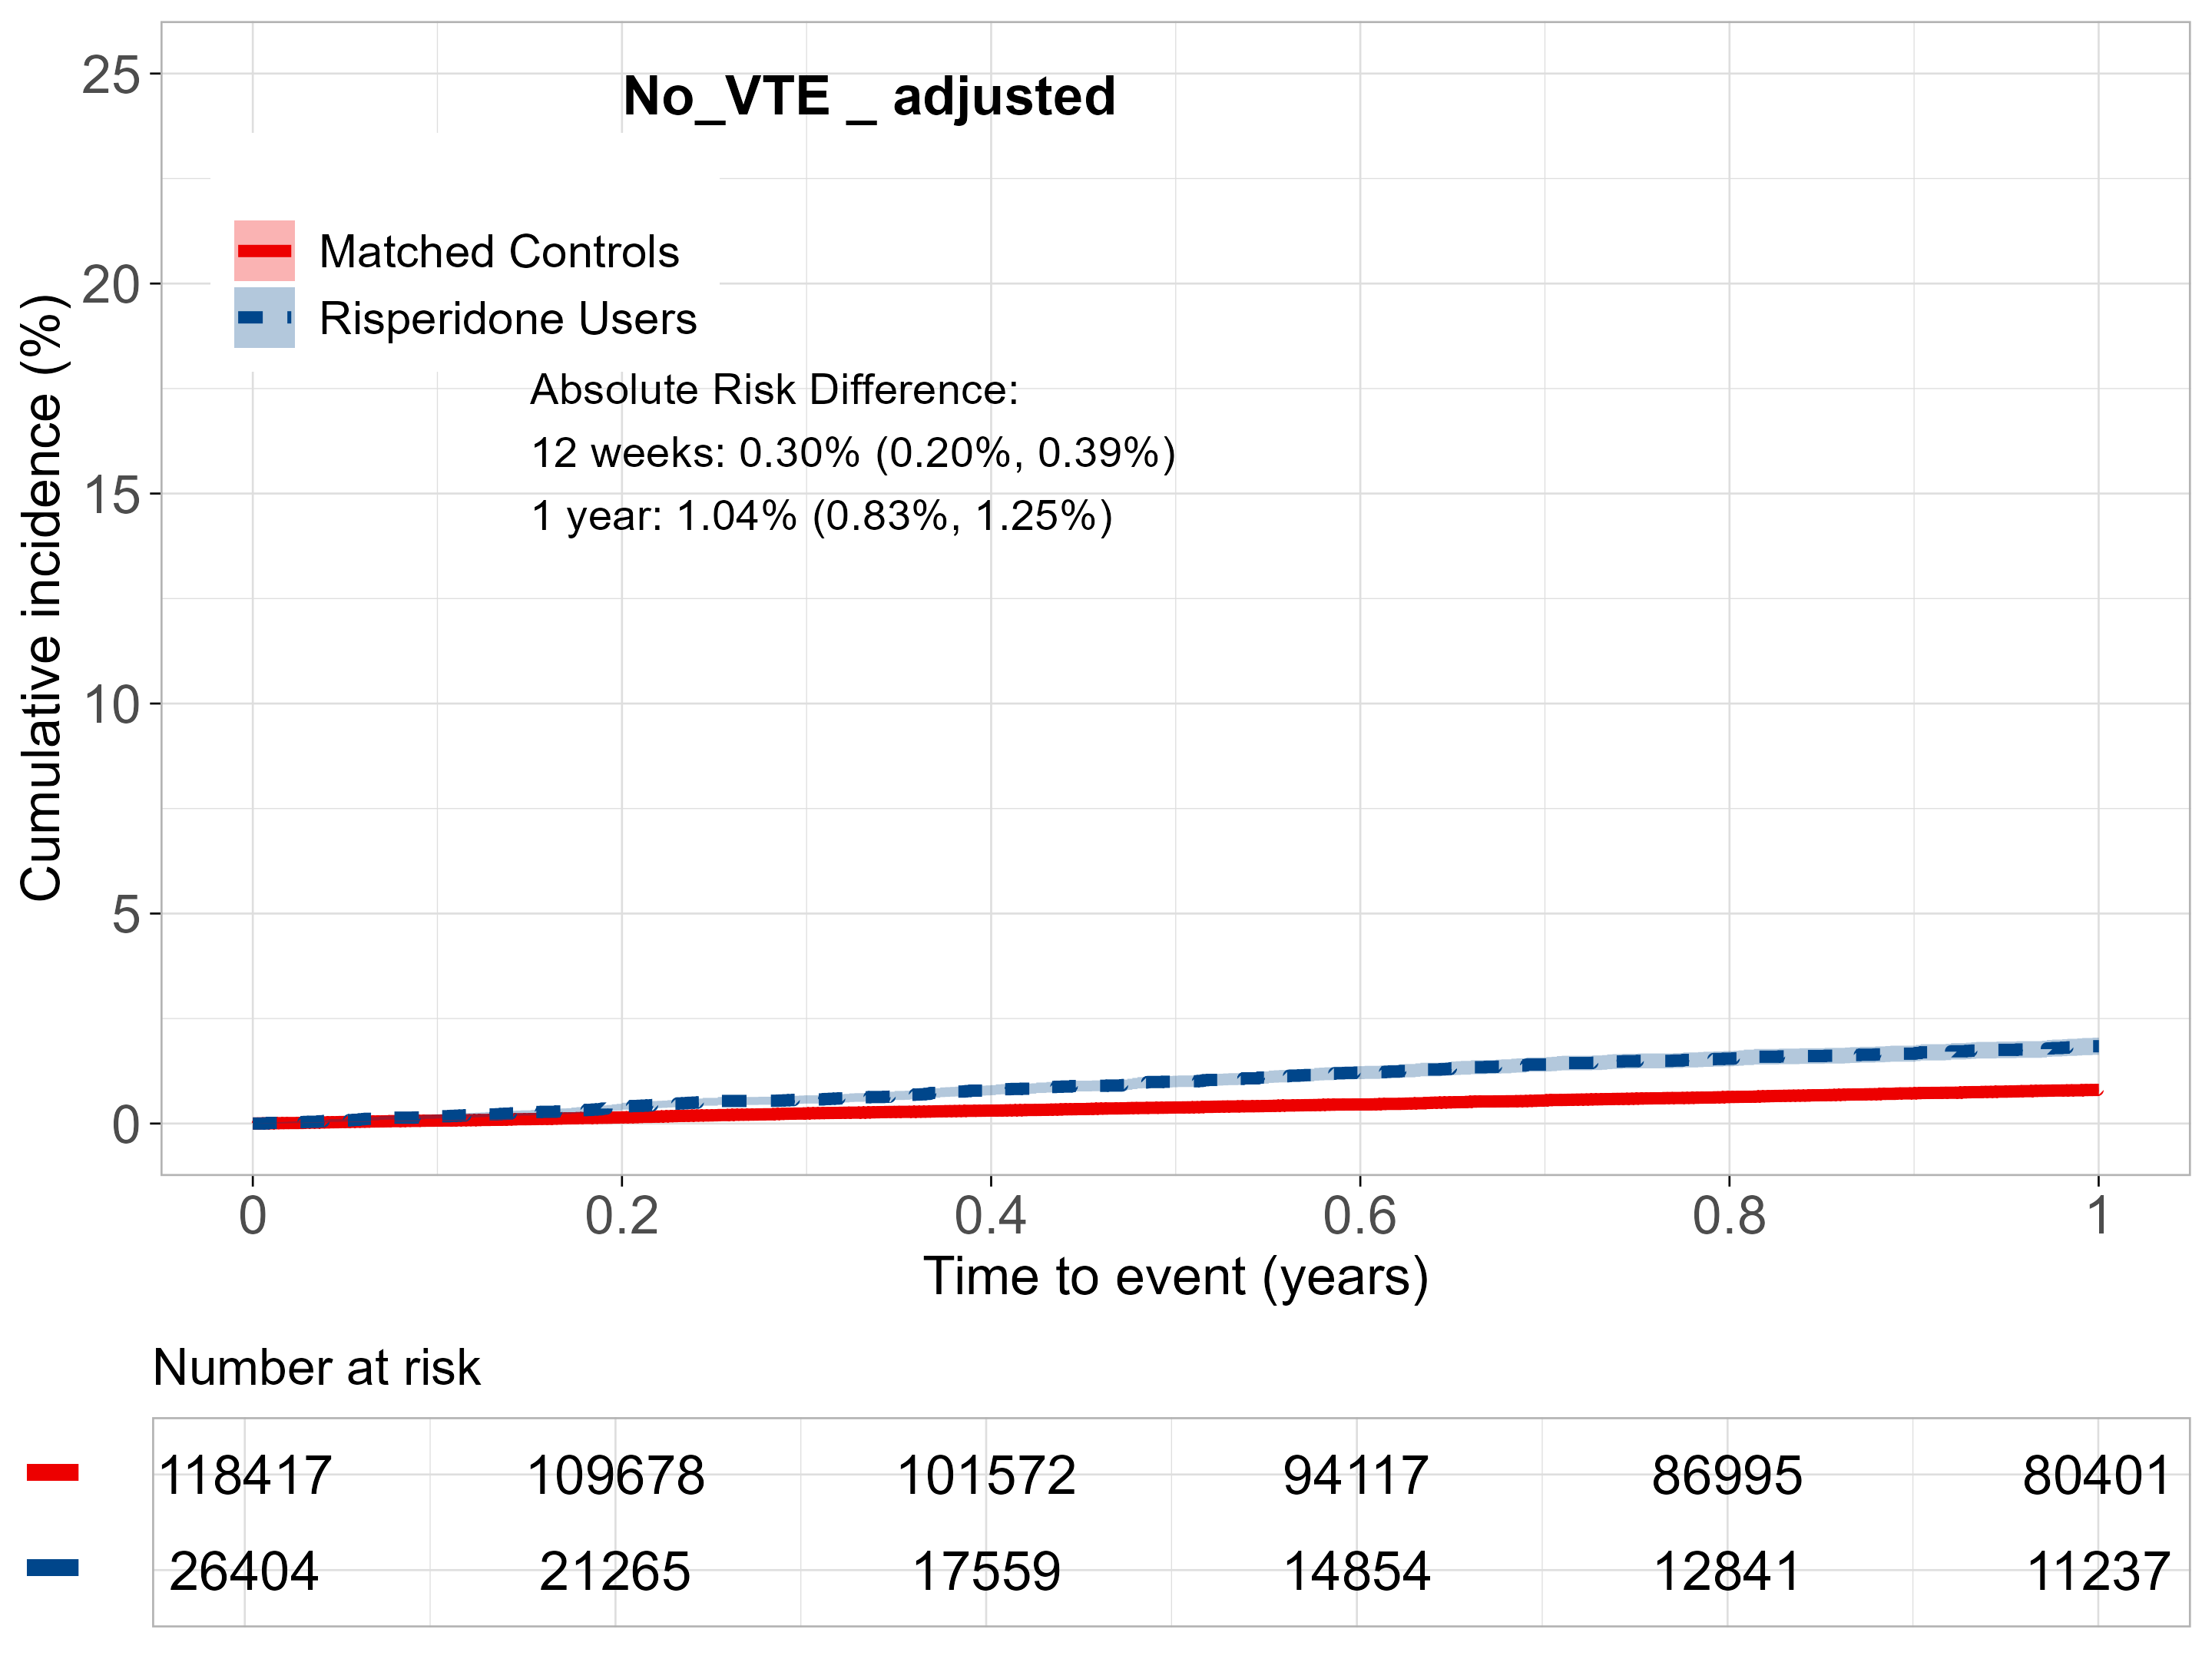 No_VTE _ adjusted
Matched Controls
Risperidone Users
Absolute Risk Difference:
12 weeks: 0.30% (0.20%, 0.39%)
1 year: 1.04% (0.83%, 1.25%)
Cumulative incidence (%)
25
20
15
10
5
0
0 0.2 0.4 0.6 0.8 1
Time to event (years)
Number at risk
118417 109678 101572 94117 86995 80401
26404 21265 17559 14854 12841 11237